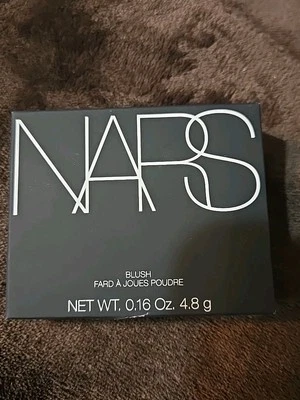 NARS
BLUSH
FARD À JOUES POUDRE
NET WT. 0.16 Oz. 4.8 g